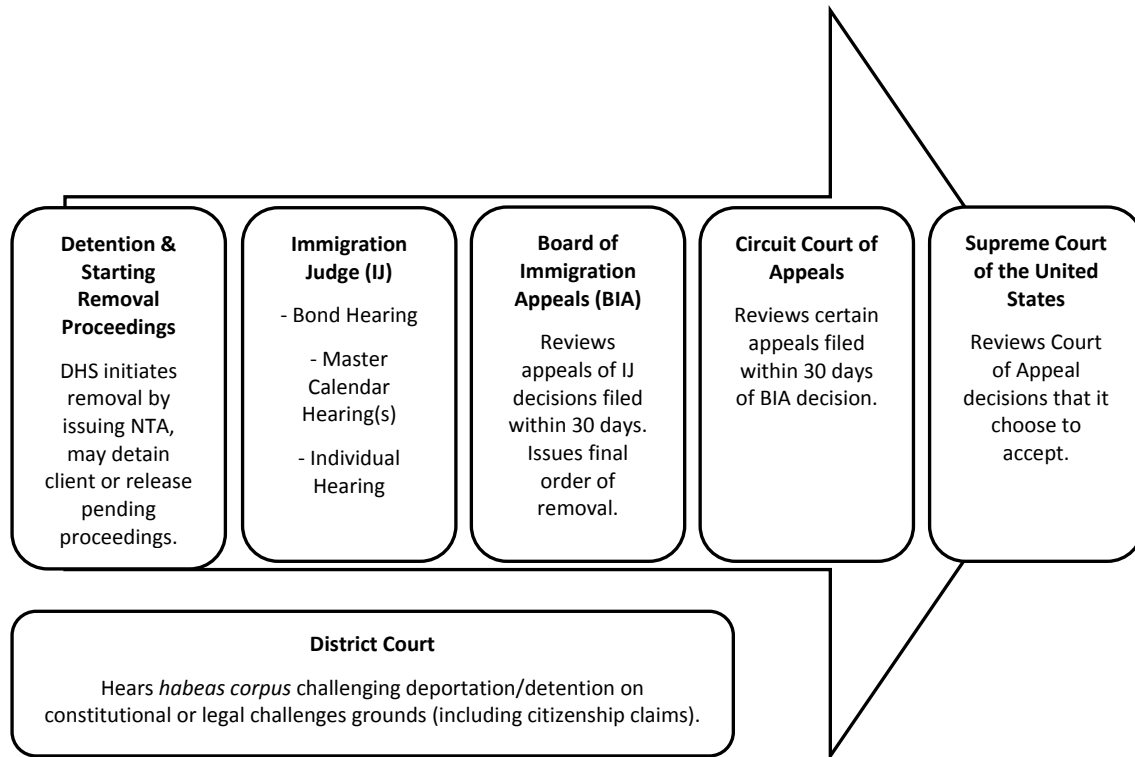 Detention &
Starting
Removal
Proceedings
DHS initiates
removal by
issuing NTA,
may detain
client or release
pending
proceedings.
Immigration
Judge (IJ)
- Bond Hearing
- Master
Calendar
Hearing(s)
- Individual
Hearing
Board of
Immigration
Appeals (BIA)
Reviews
appeals of IJ
decisions filed
within 30 days.
Issues final
order of
removal.
Circuit Court of
Appeals
Reviews certain
appeals filed
within 30 days
of BIA decision.
Supreme Court
of the United
States
Reviews Court
of Appeal
decisions that it
choose to
accept.
District Court
Hears habeas corpus challenging deportation/detention on
constitutional or legal challenges grounds (including citizenship claims).